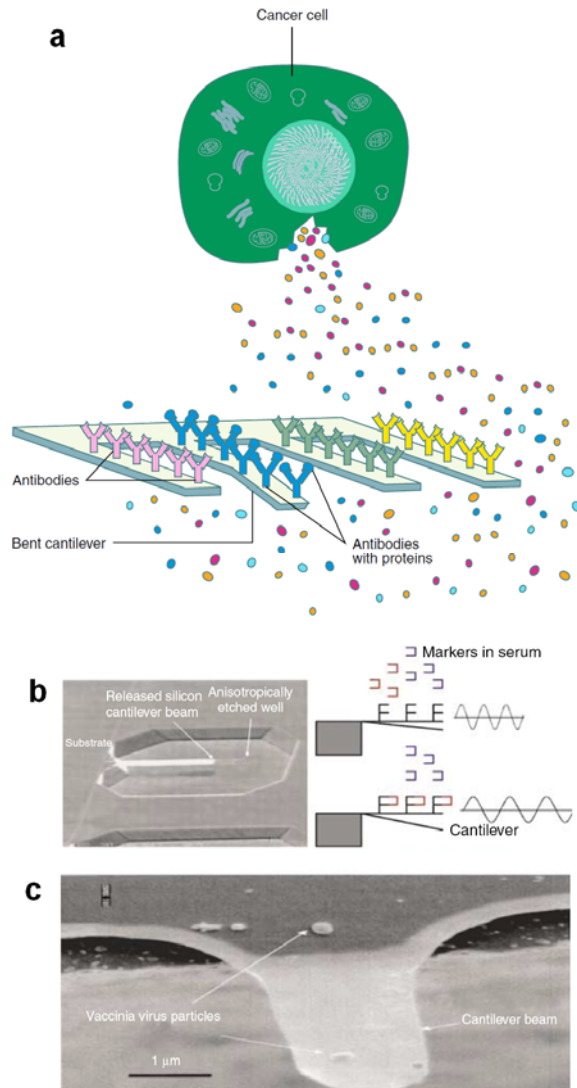 a
Cancer cell
Antibodies
Bent cantilever
Antibodies
with proteins
b
Released silicon
cantilever beam
Anisotropically
etched well
Substrate
Markers in serum
Cantilever
c
Vaccinia virus particles
Cantilever beam
1 μm